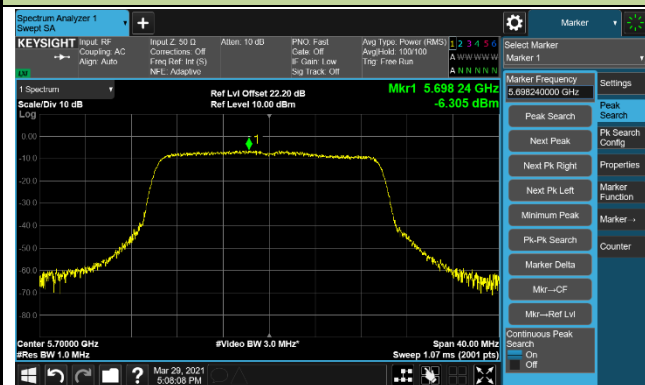 Spectrum Analyzer 1
Swept SA
+
Marker
KEYSIGHT
Input: RF
Coupling: AC
Align: Auto
Input Z: 50 Ω
Corrections: Off
Freq Ref: Int (S)
NFE: Adaptive
Atten: 10 dB
PNO: Fast
Gate: Off
IF Gain: Low
Sig Track: Off
Avg Type: Power (RMS)
Avg|Hold: 100/100
Trig: Free Run
1 2 3 4 5 6
A W W W W W
A N N N N N
LXI
Select Marker
Marker 1
1 Spectrum
Scale/Div 10 dB
Log
Ref Lvl Offset 22.20 dB
Ref Level 10.00 dBm
Mkr1 5.698 24 GHz
-6.305 dBm
0.00
-10.0
-20.0
-30.0
-40.0
-50.0
-60.0
-70.0
-80.0
1
Center 5.70000 GHz
#Res BW 1.0 MHz
#Video BW 3.0 MHz*
Span 40.00 MHz
Sweep 1.07 ms (2001 pts)
Marker Frequency
5.698240000 GHz
Peak Search
Next Peak
Next Pk Right
Next Pk Left
Minimum Peak
Pk-Pk Search
Marker Delta
Mkr→CF
Mkr→Ref Lvl
Continuous Peak
Search
On
Off
Settings
Peak
Search
Pk Search
Config
Properties
Marker
Function
Marker→
Counter
?
Mar 29, 2021
5:08:08 PM